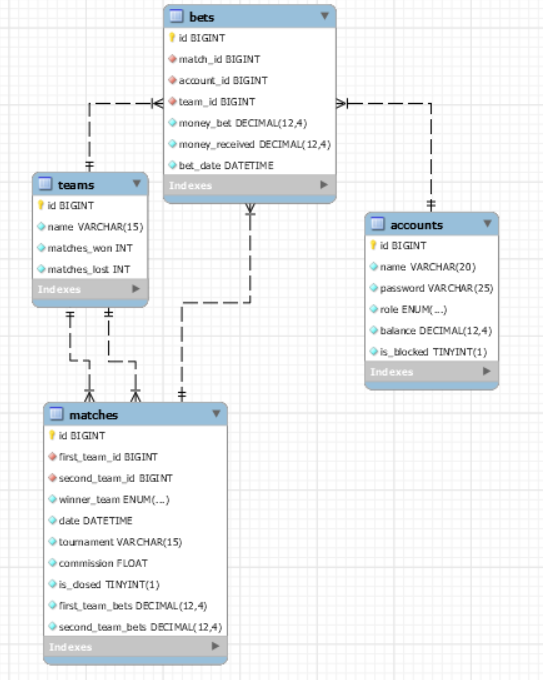 bets
id BIGINT
match_id BIGINT
account_id BIGINT
team_id BIGINT
money_bet DECIMAL(12,4)
money_received DECIMAL(12,4)
bet_date DATETIME
Indexes
teams
id BIGINT
name VARCHAR(15)
matches_won INT
matches_lost INT
Indexes
accounts
id BIGINT
name VARCHAR(20)
password VARCHAR(25)
role ENUM(...)
balance DECIMAL(12,4)
is_blocked TINYINT(1)
Indexes
matches
id BIGINT
first_team_id BIGINT
second_team_id BIGINT
winner_team ENUM(...)
date DATETIME
tournament VARCHAR(15)
commission FLOAT
is_closed TINYINT(1)
first_team_bets DECIMAL(12,4)
second_team_bets DECIMAL(12,4)
Indexes